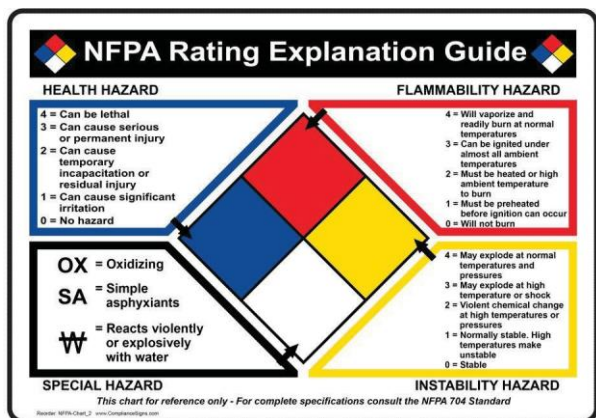 NFPA Rating Explanation Guide
HEALTH HAZARD
4 = Can be lethal
3 = Can cause serious
or permanent injury
2 = Can cause
temporary
incapacitation or
residual injury
1 = Can cause significant
irritation
0 = No hazard
FLAMMABILITY HAZARD
4 = Will vaporize and
readily burn at normal
temperatures
3 = Can be ignited under
almost all ambient
temperatures
2 = Must be heated or high
ambient temperature
to burn
1 = Must be preheated
before ignition can occur
0 = Will not burn
OX = Oxidizing
SA = Simple
asphyxiants
W = Reacts violently
or explosively
with water
SPECIAL HAZARD
4 = May explode at normal
temperatures and
pressures
3 = May explode at high
temperature or shock
2 = Violent chemical change
at high temperatures or
pressures
1 = Normally stable. High
temperatures make
unstable
0 = Stable
INSTABILITY HAZARD
This chart for reference only - For complete specifications consult the NFPA 704 Standard
Reorder: NFPA-Chart_2 www.ComplianceSigns.com